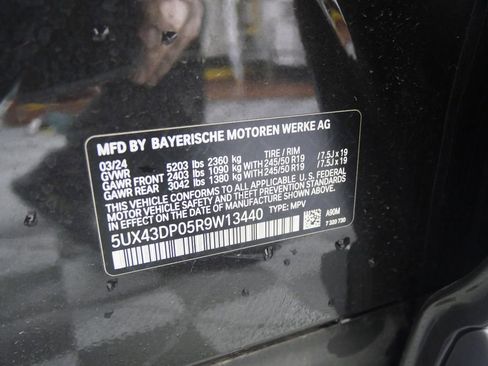 MFD BY BAYERISCHE MOTOREN WERKE AG
03/24 TIRE / RIM
GVWR 5203 lbs 2360 kg
GAWR FRONT 2403 lbs 1090 kg WITH 245/50 R19 /7.5J x 19
GAWR REAR 3042 lbs 1380 kg WITH 245/50 R19 /7.5J x 19
THIS VEHICLE CONFORMS TO ALL APPLICABLE FEDERAL
MOTOR VEHICLE SAFETY AND THEFT PREVENTION STANDARDS
IN EFFECT ON THE DATE OF MANUFACTURE SHOWN ABOVE.
5UX43DP05R9W13440 TYPE: MPV A90M
7 320 730